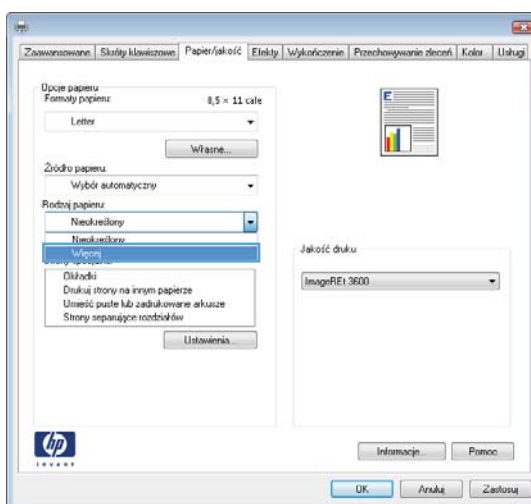 Zaawansowane Skróty klawiszowe Papier/jakość Efekty Wykończenie Przechowywanie zleceń Kolor Usługi
Opcje papieru
Formaty papieru: 8,5 × 11 cale
Letter
Własne...
Źródło papieru:
Wybór automatyczny
Rodzaj papieru:
Nieokreślony
Nieokreślony
Więcej
Okładki
Drukuj strony na innym papierze
Umieść puste lub zadrukowane arkusze
Strony separujące rozdziałów
Ustawienia...
Jakość druku
ImageREt 3600
E
hp
invent
Informacje... Pomoc
OK Anuluj Zastosuj